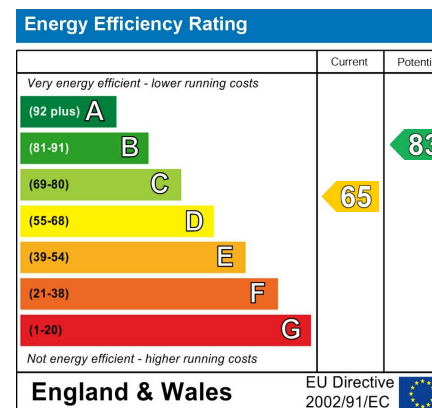 Energy Efficiency Rating
Current Potenti
Very energy efficient - lower running costs
(92 plus) A
(81-91) B
83
(69-80) C
65
(55-68) D
(39-54) E
(21-38) F
(1-20) G
Not energy efficient - higher running costs
England & Wales
EU Directive
2002/91/EC